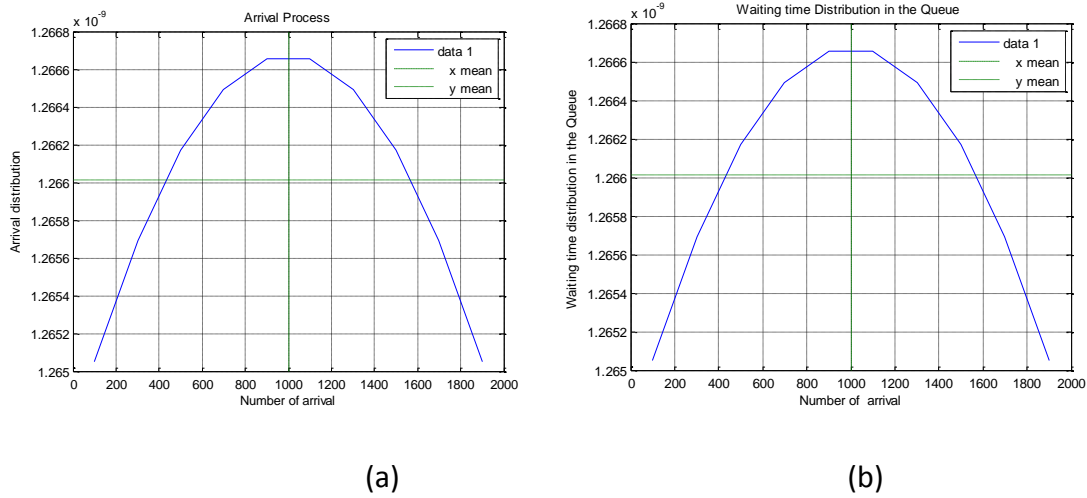 Arrival Process
x 10^-9
1.2668
1.2666
1.2664
1.2662
1.266
1.2658
1.2656
1.2654
1.2652
1.265
Arrival distribution
0 200 400 600 800 1000 1200 1400 1600 1800 2000
Number of arrival
data 1
x mean
y mean
(a)
Waiting time Distribution in the Queue
x 10^-9
1.2668
1.2666
1.2664
1.2662
1.266
1.2658
1.2656
1.2654
1.2652
1.265
Waiting time distribution in the Queue
0 200 400 600 800 1000 1200 1400 1600 1800 2000
Number of arrival
data 1
x mean
y mean
(b)